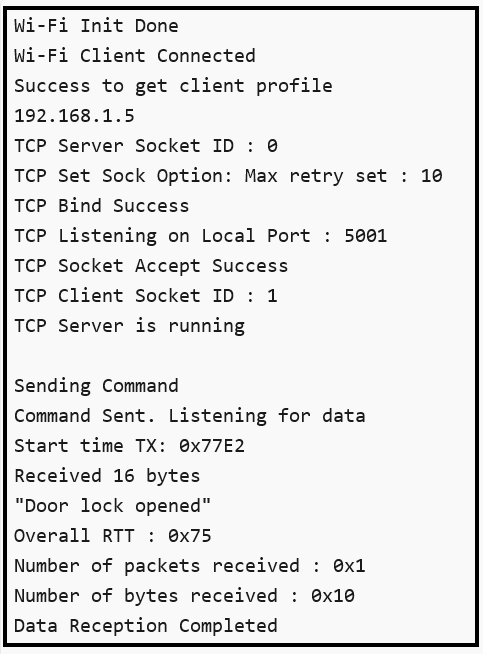 Wi-Fi Init Done
Wi-Fi Client Connected
Success to get client profile
192.168.1.5
TCP Server Socket ID : 0
TCP Set Sock Option: Max retry set : 10
TCP Bind Success
TCP Listening on Local Port : 5001
TCP Socket Accept Success
TCP Client Socket ID : 1
TCP Server is running
Sending Command
Command Sent. Listening for data
Start time TX: 0x77E2
Received 16 bytes
"Door lock opened"
Overall RTT : 0x75
Number of packets received : 0x1
Number of bytes received : 0x10
Data Reception Completed